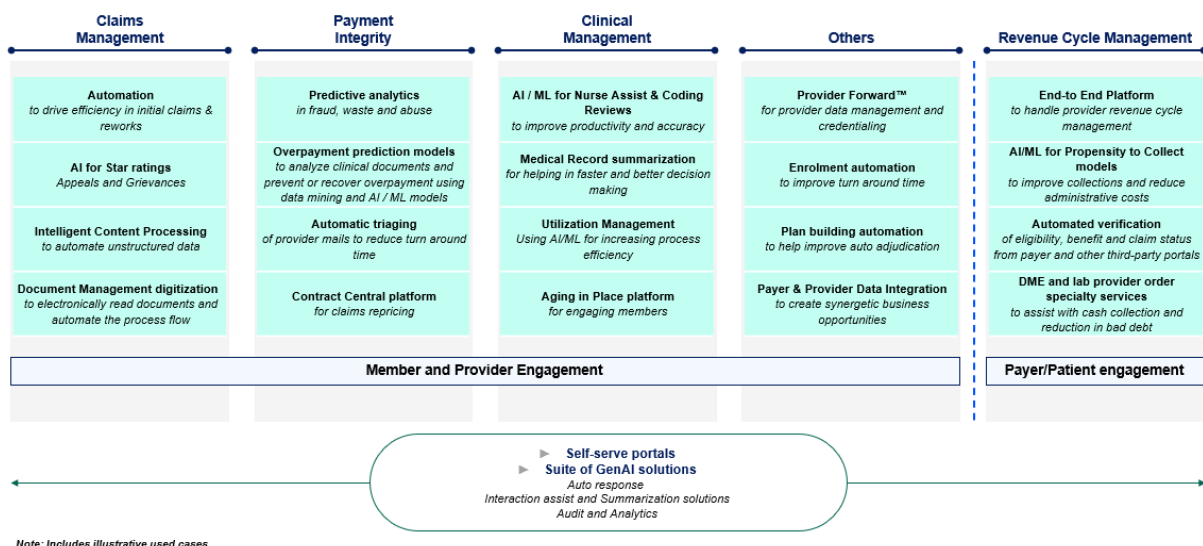 Claims
Management
Payment
Integrity
Clinical
Management
Others
Revenue Cycle Management
Automation
to drive efficiency in initial claims &
reworks
AI for Star ratings
Appeals and Grievances
Intelligent Content Processing
to automate unstructured data
Document Management digitization
to electronically read documents and
automate the process flow
Predictive analytics
in fraud, waste and abuse
Overpayment prediction models
to analyze clinical documents and
prevent or recover overpayment using
data mining and AI / ML models
Automatic triaging
of provider mails to reduce turn around
time
Contract Central platform
for claims repricing
AI / ML for Nurse Assist & Coding
Reviews
to improve productivity and accuracy
Medical Record summarization
for helping in faster and better decision
making
Utilization Management
Using AI/ML for increasing process
efficiency
Aging in Place platform
for engaging members
Provider Forward™
for provider data management and
credentialing
Enrolment automation
to improve turn around time
Plan building automation
to help improve auto adjudication
Payer & Provider Data Integration
to create synergetic business
opportunities
End-to End Platform
to handle provider revenue cycle
management
AI/ML for Propensity to Collect
models
to improve collections and reduce
administrative costs
Automated verification
of eligibility, benefit and claim status
from payer and other third-party portals
DME and lab provider order
specialty services
to assist with cash collection and
reduction in bad debt
Member and Provider Engagement
Payer/Patient engagement
Self-serve portals
Suite of GenAI solutions
Auto response
Interaction assist and Summarization solutions
Audit and Analytics
Note: Includes illustrative used cases